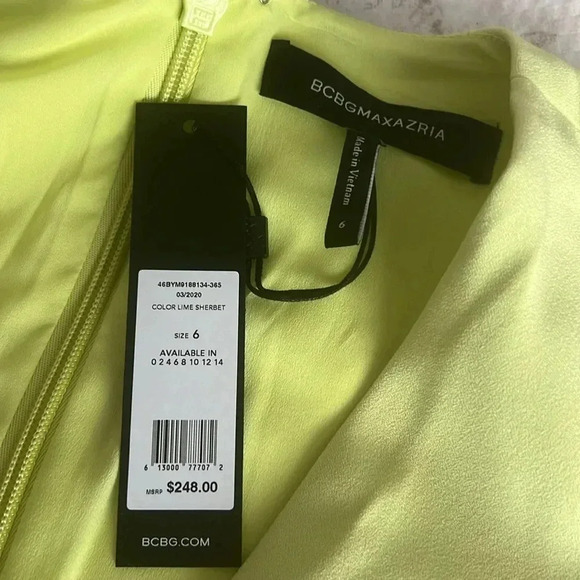 BCBGMAXAZRIA
Made in Vietnam
6
46BYM9188134-365
03/2020
COLOR LIME SHERBET
SIZE 6
AVAILABLE IN
0 2 4 6 8 10 12 14
6 13000 77707 2
MSRP $248.00
BCBG.COM